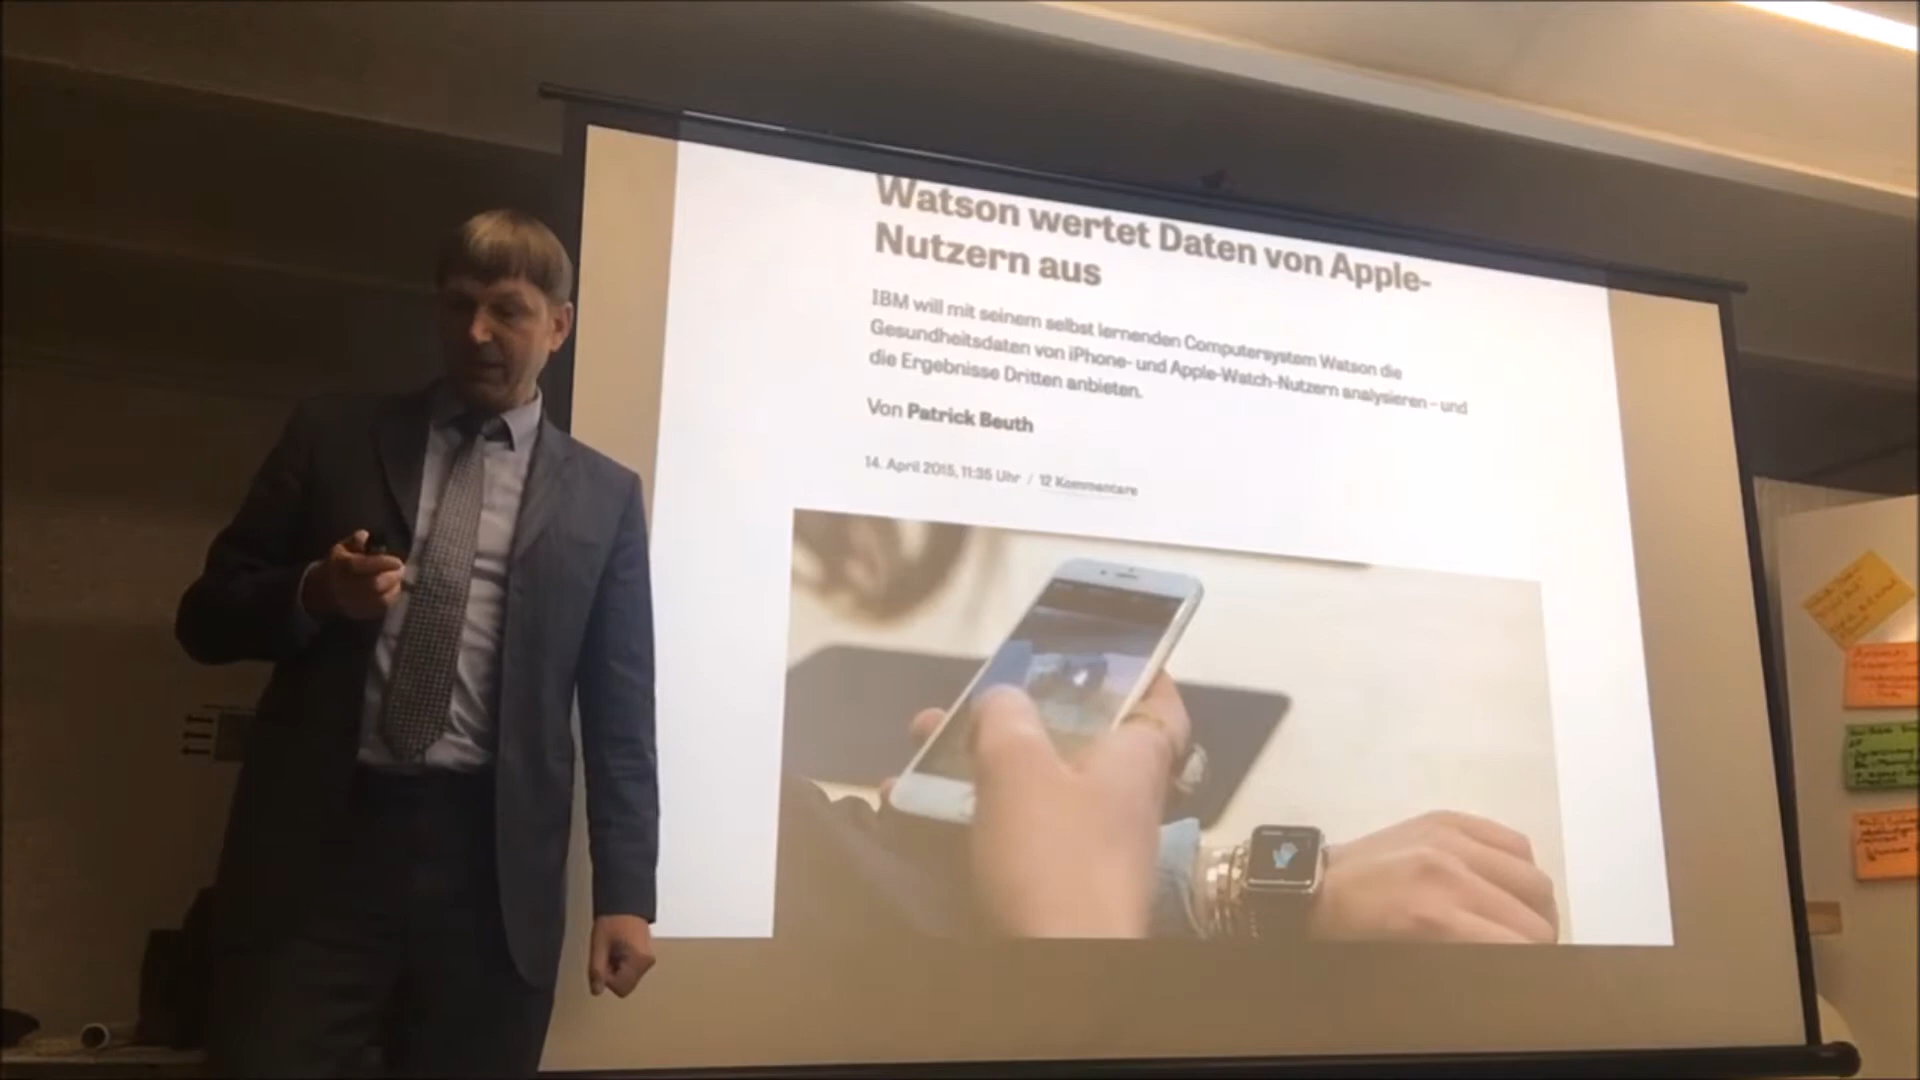 Watson wertet Daten von Apple-
Nutzern aus
IBM will mit seinem selbst lernenden Computersystem Watson die
Gesundheitsdaten von iPhone- und Apple-Watch-Nutzern analysieren – und
die Ergebnisse Dritten anbieten.
Von Patrick Beuth
14. April 2015, 11:35 Uhr / 12 Kommentare